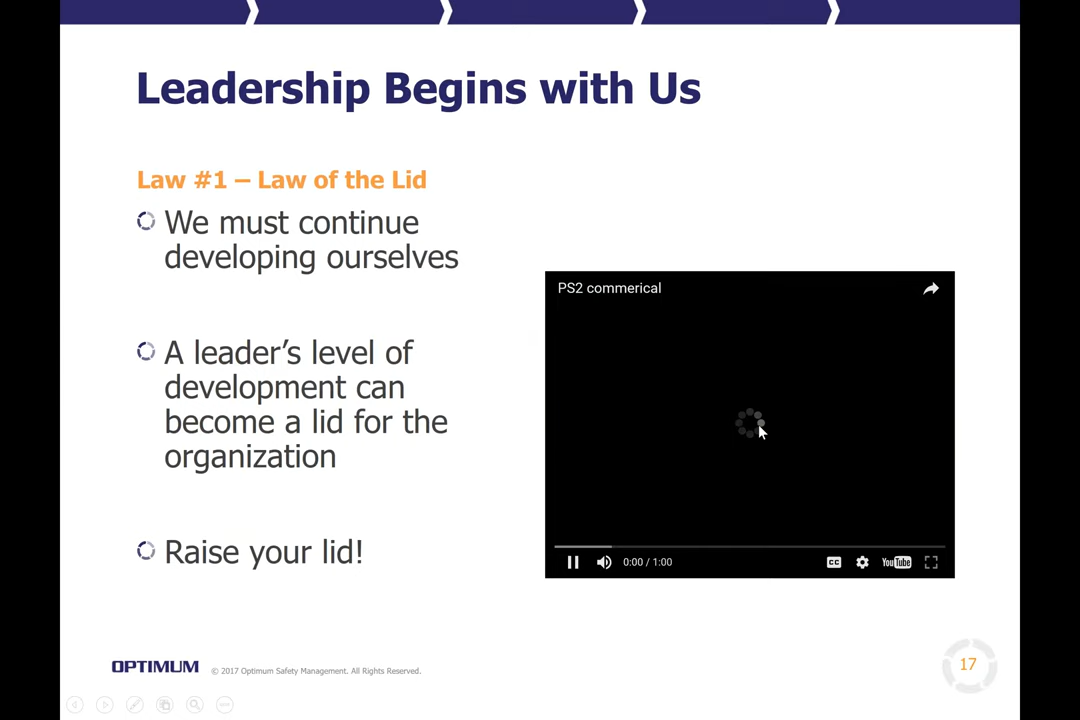 Leadership Begins with Us
Law #1 – Law of the Lid
We must continue
developing ourselves
A leader’s level of
development can
become a lid for the
organization
Raise your lid!
PS2 commerical
0:00 / 1:00
CC
YouTube
OPTIMUM
© 2017 Optimum Safety Management. All Rights Reserved.
17